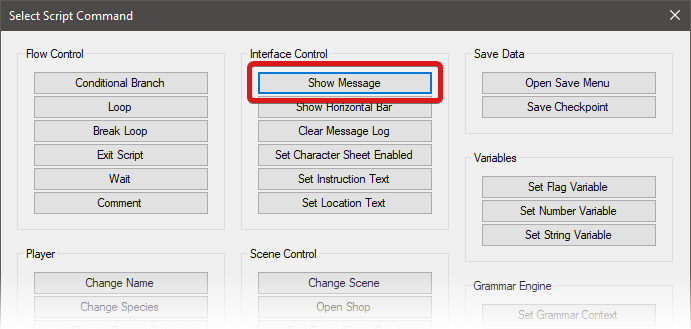 Select Script Command
Flow Control
Conditional Branch
Loop
Break Loop
Exit Script
Wait
Comment
Interface Control
Show Message
Show Horizontal Bar
Clear Message Log
Set Character Sheet Enabled
Set Instruction Text
Set Location Text
Save Data
Open Save Menu
Save Checkpoint
Variables
Set Flag Variable
Set Number Variable
Set String Variable
Player
Change Name
Change Species
Scene Control
Change Scene
Open Shop
Grammar Engine
Set Grammar Context